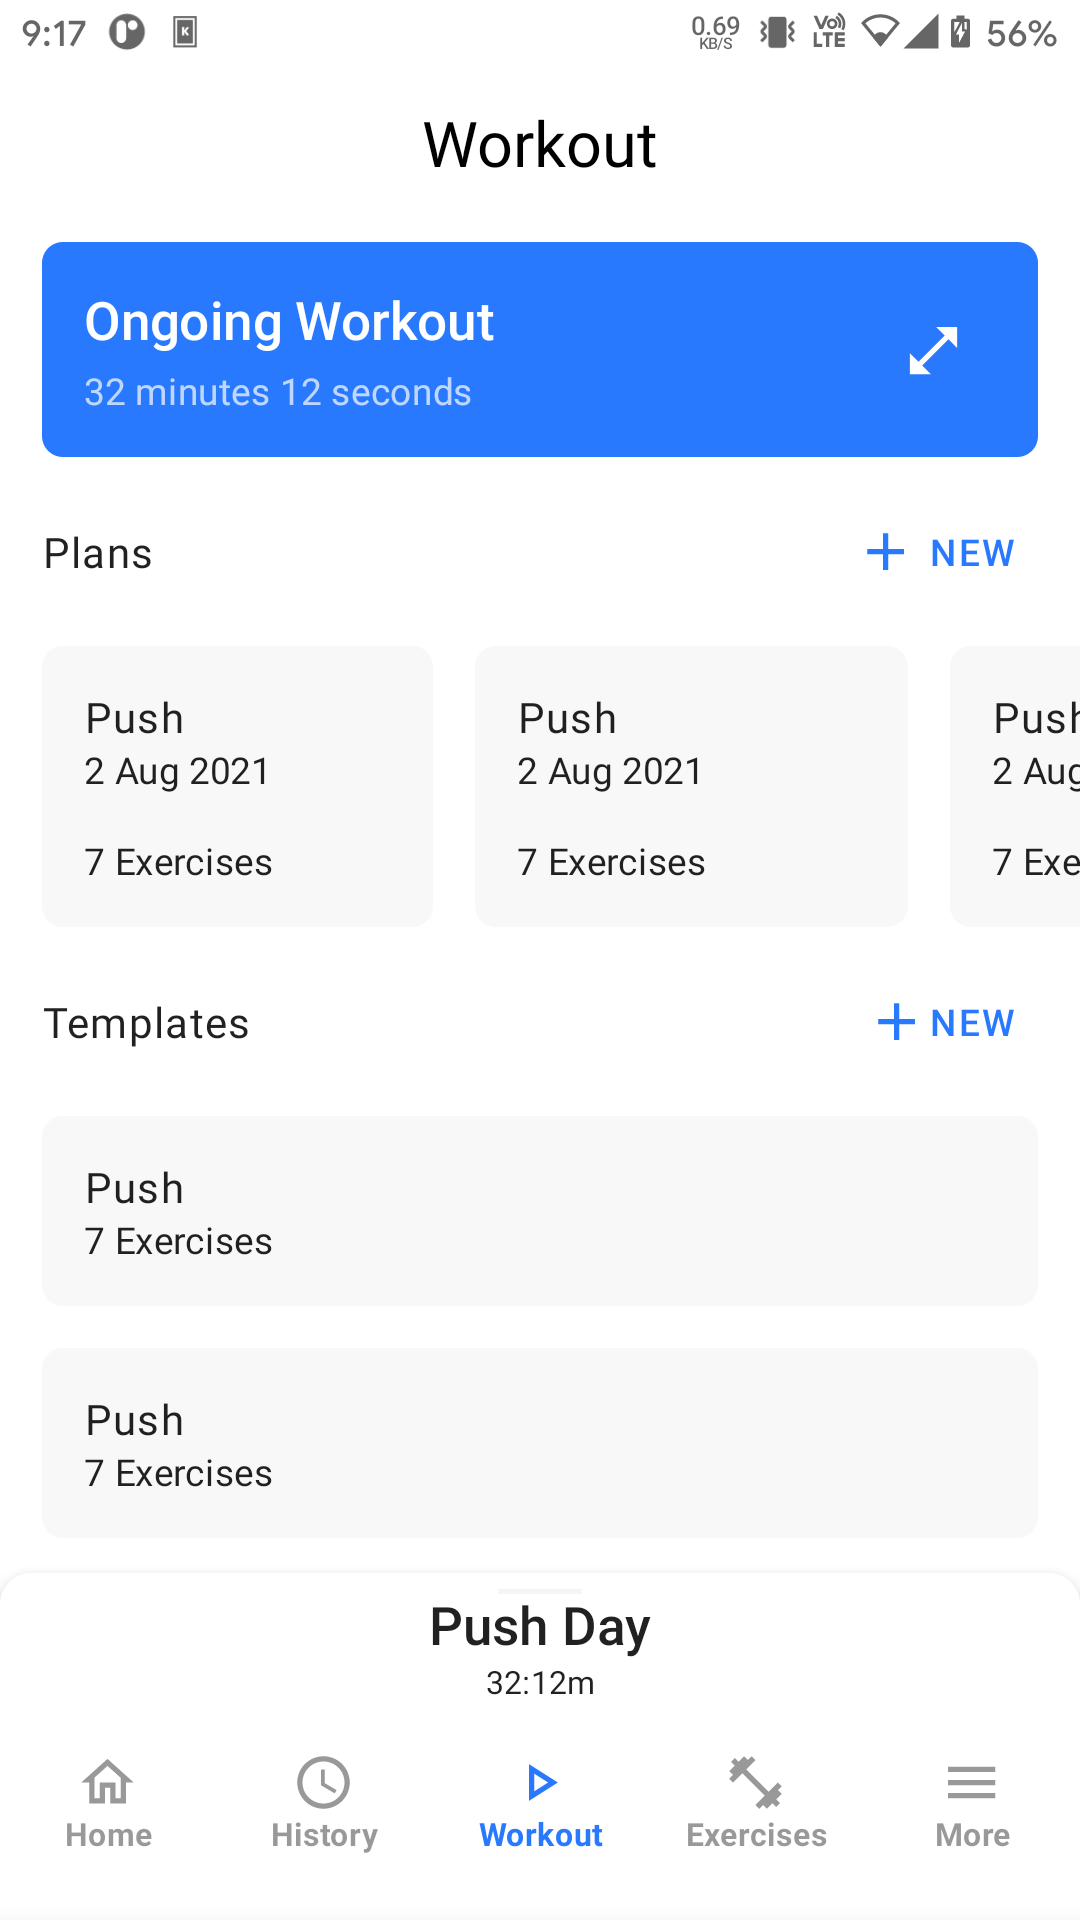 9:17 K 0.69 KB/S Vo) LTE 56%
Workout
Ongoing Workout
32 minutes 12 seconds
Plans + NEW
Push Push Push
2 Aug 2021 2 Aug 2021 2 Aug
7 Exercises 7 Exercises 7 Exe
Templates + NEW
Push
7 Exercises
Push
7 Exercises
Push Day
32:12m
Home History Workout Exercises More